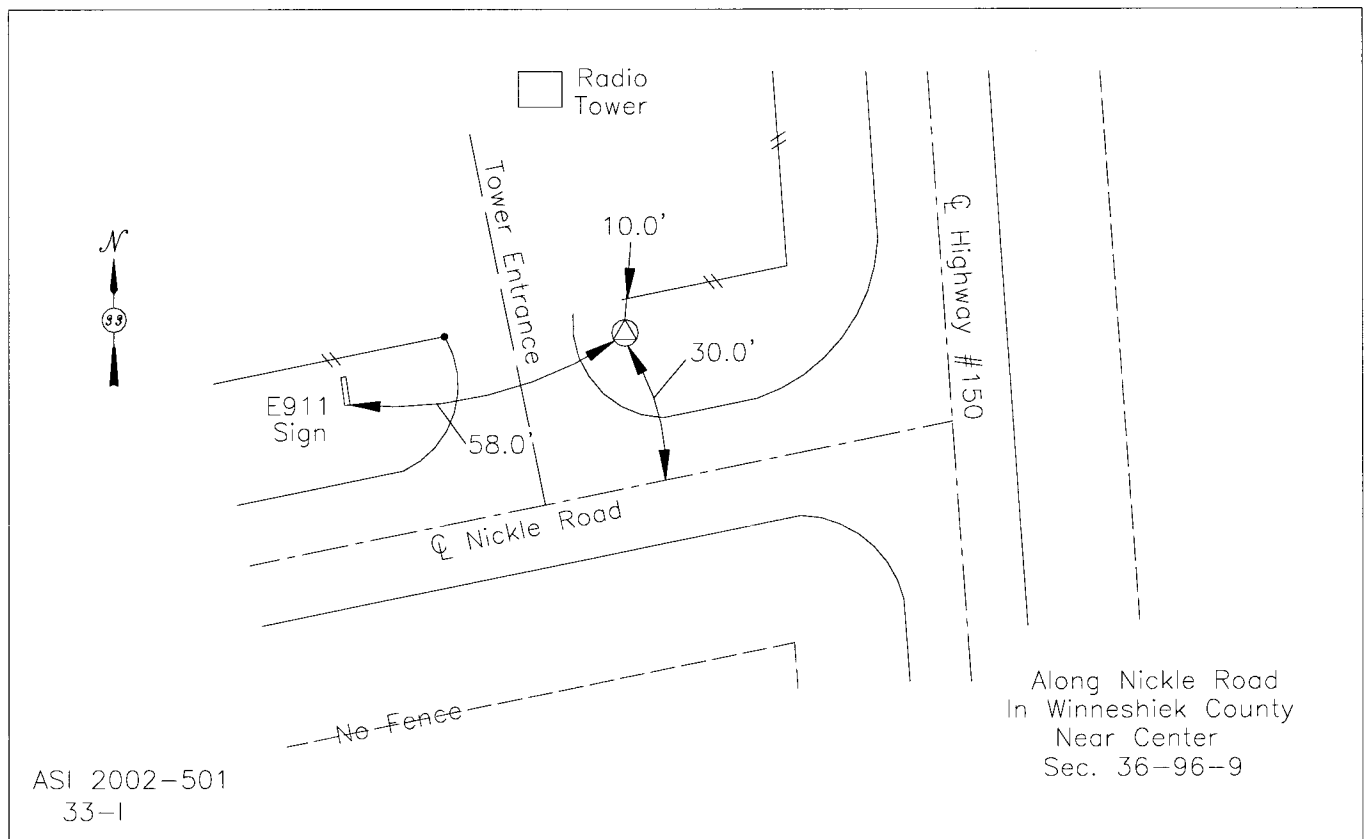 Radio
Tower
Tower Entrance
10.0'
N
33
30.0'
℄ Highway #150
E911
Sign
58.0'
℄ Nickle Road
No Fence
Along Nickle Road
In Winneshiek County
Near Center
Sec. 36-96-9
ASI 2002-501
33-I